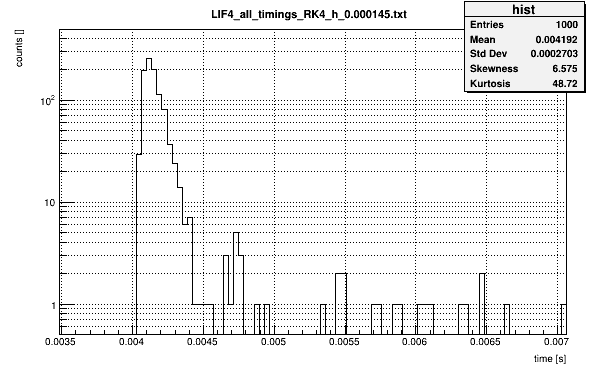 LIF4_all_timings_RK4_h_0.000145.txt
hist
Entries 1000
Mean 0.004192
Std Dev 0.0002703
Skewness 6.575
Kurtosis 48.72
counts []
10²
10
1
0.0035 0.004 0.0045 0.005 0.0055 0.006 0.0065 0.007
time [s]